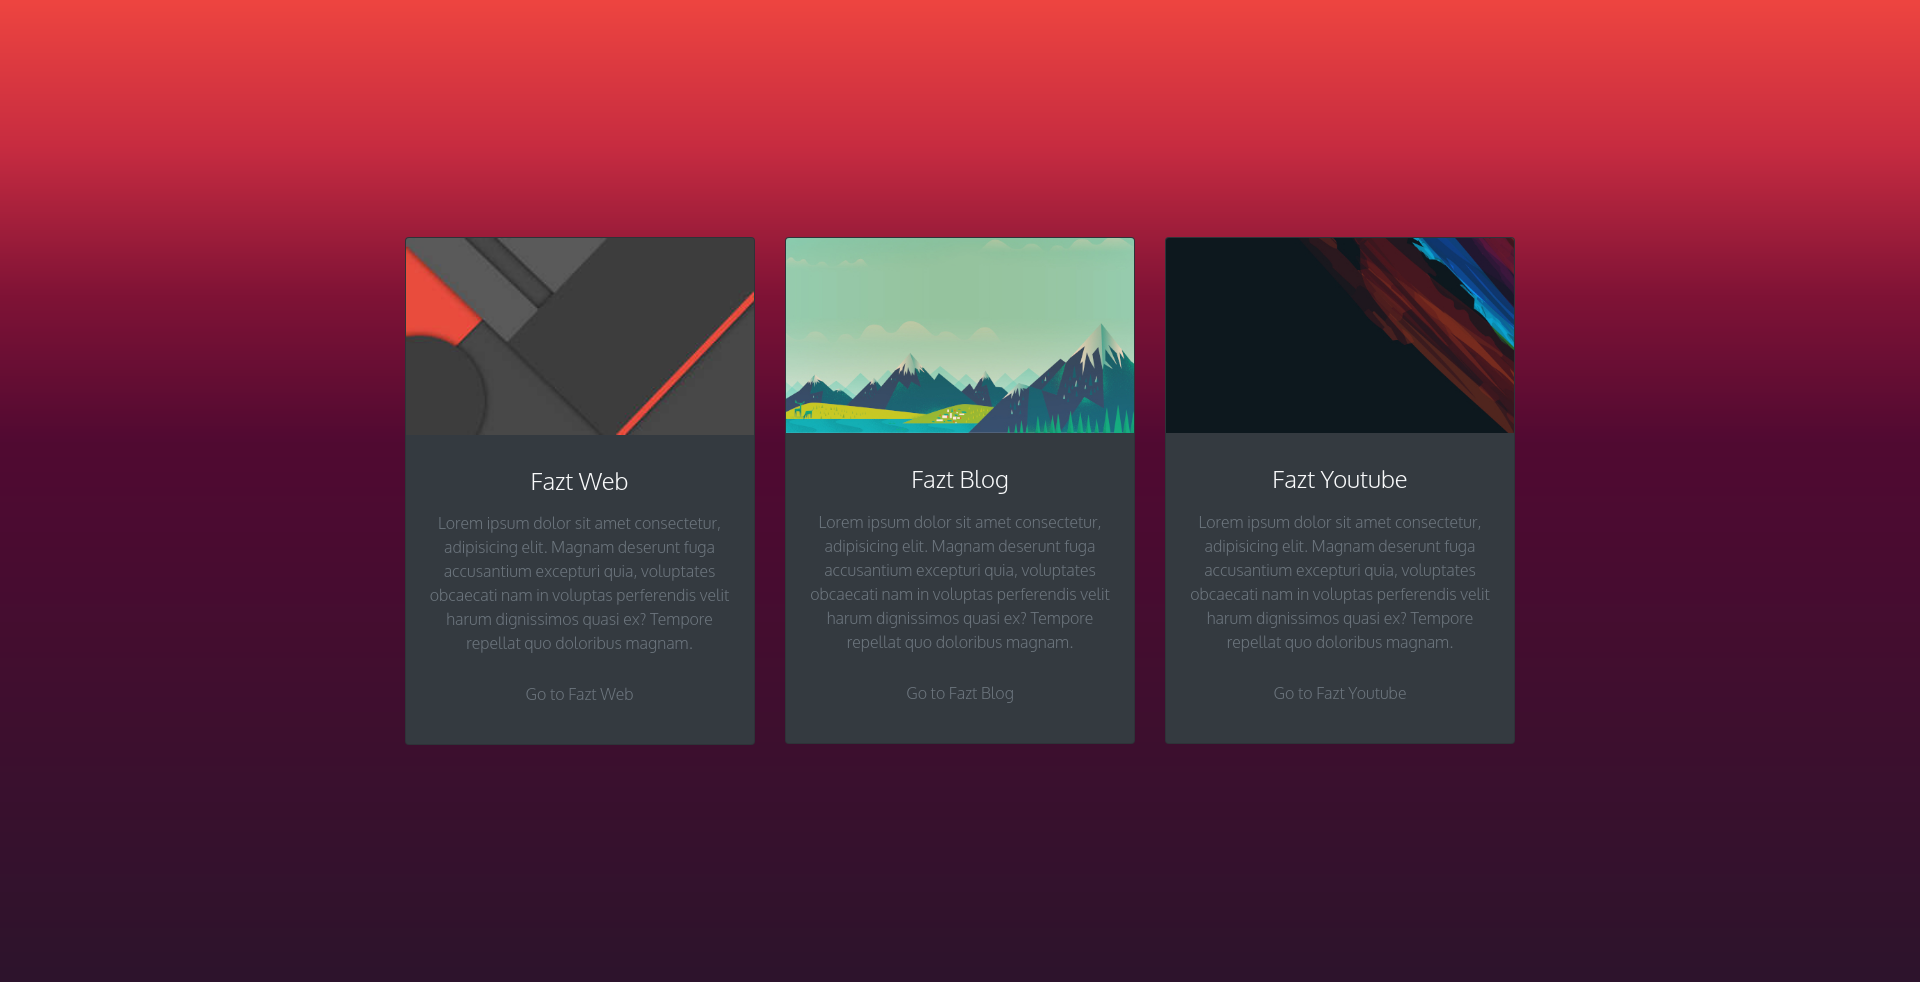 Fazt Web
Lorem ipsum dolor sit amet consectetur,
adipisicing elit. Magnam deserunt fuga
accusantium excepturi quia, voluptates
obcaecati nam in voluptas perferendis velit
harum dignissimos quasi ex? Tempore
repellat quo doloribus magnam.
Go to Fazt Web
Fazt Blog
Lorem ipsum dolor sit amet consectetur,
adipisicing elit. Magnam deserunt fuga
accusantium excepturi quia, voluptates
obcaecati nam in voluptas perferendis velit
harum dignissimos quasi ex? Tempore
repellat quo doloribus magnam.
Go to Fazt Blog
Fazt Youtube
Lorem ipsum dolor sit amet consectetur,
adipisicing elit. Magnam deserunt fuga
accusantium excepturi quia, voluptates
obcaecati nam in voluptas perferendis velit
harum dignissimos quasi ex? Tempore
repellat quo doloribus magnam.
Go to Fazt Youtube